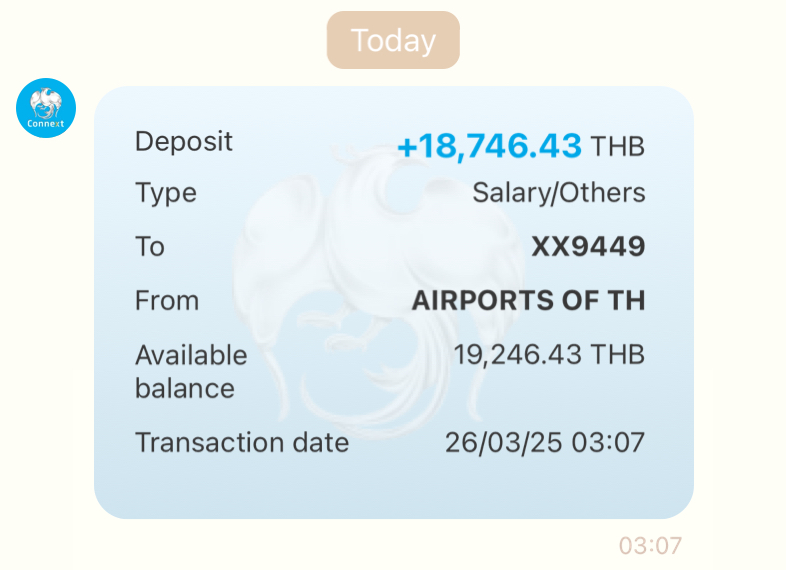 Today
Connext
Deposit +18,746.43 THB
Type Salary/Others
To XX9449
From AIRPORTS OF TH
Available balance 19,246.43 THB
Transaction date 26/03/25 03:07
03:07